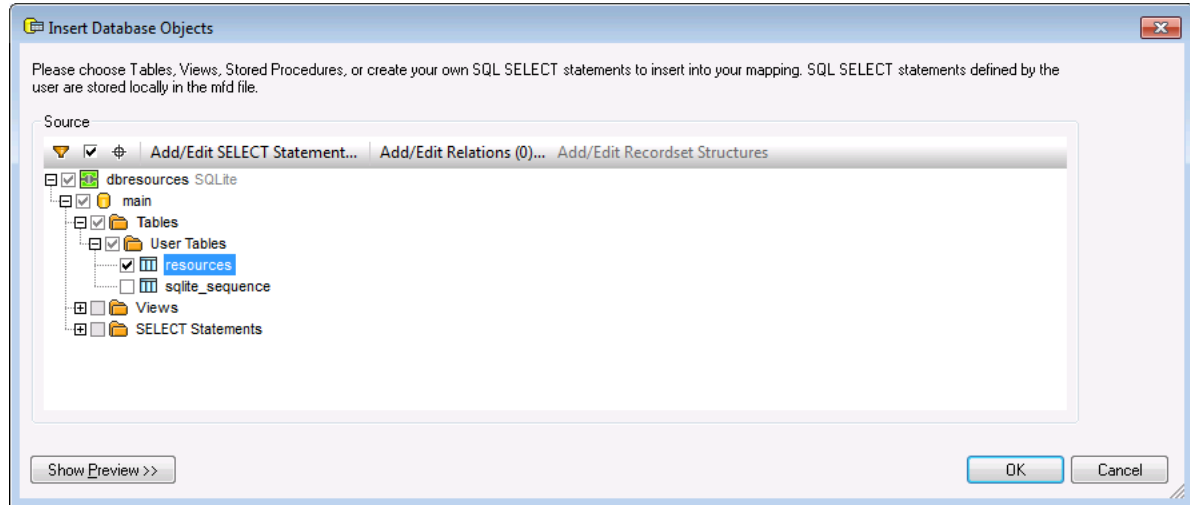 Insert Database Objects
Please choose Tables, Views, Stored Procedures, or create your own SQL SELECT statements to insert into your mapping. SQL SELECT statements defined by the
user are stored locally in the mfd file.
Source
Add/Edit SELECT Statement... Add/Edit Relations (0)... Add/Edit Recordset Structures
dbresources SQLite
main
Tables
User Tables
resources
sqlite_sequence
Views
SELECT Statements
Show Preview >> OK Cancel